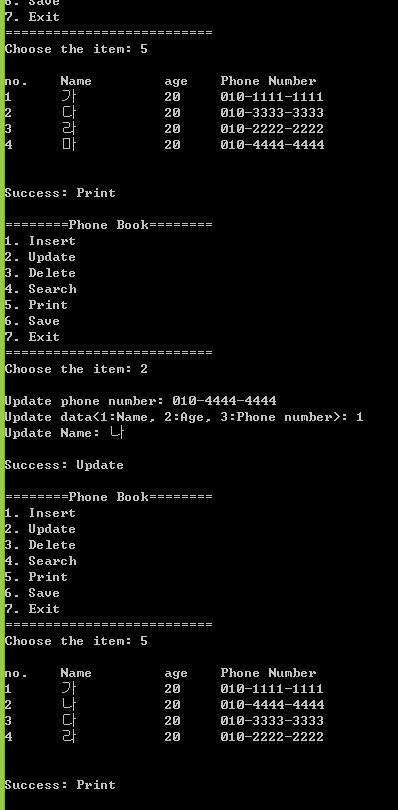 6. Save
7. Exit
==========================
Choose the item: 5
no. Name age Phone Number
1 가 20 010-1111-1111
2 다 20 010-3333-3333
3 라 20 010-2222-2222
4 마 20 010-4444-4444
Success: Print
========Phone Book========
1. Insert
2. Update
3. Delete
4. Search
5. Print
6. Save
7. Exit
==========================
Choose the item: 2
Update phone number: 010-4444-4444
Update data<1:Name, 2:Age, 3:Phone number>: 1
Update Name: 나
Success: Update
========Phone Book========
1. Insert
2. Update
3. Delete
4. Search
5. Print
6. Save
7. Exit
==========================
Choose the item: 5
no. Name age Phone Number
1 가 20 010-1111-1111
2 나 20 010-4444-4444
3 다 20 010-3333-3333
4 라 20 010-2222-2222
Success: Print